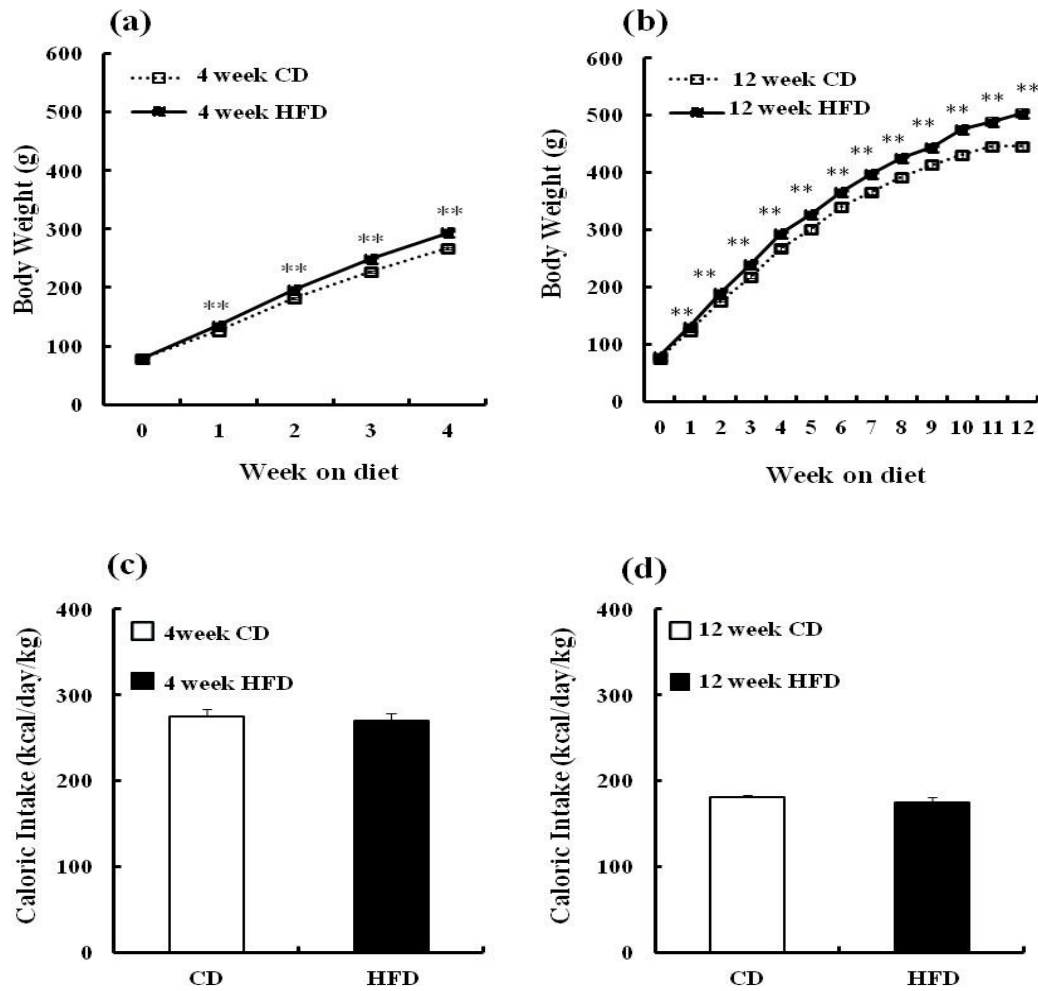 (a)
600
500
400
300
200
100
0
Body Weight (g)
4 week CD
4 week HFD
**
**
**
**
0 1 2 3 4
Week on diet
(b)
600
500
400
300
200
100
0
Body Weight (g)
12 week CD
12 week HFD
**
**
**
**
**
**
**
**
**
**
**
**
0 1 2 3 4 5 6 7 8 9 10 11 12
Week on diet
(c)
400
300
200
100
0
Caloric Intake (kcal/day/kg)
4week CD
4 week HFD
CD HFD
(d)
400
300
200
100
0
Caloric Intake (kcal/day/kg)
12 week CD
12 week HFD
CD HFD